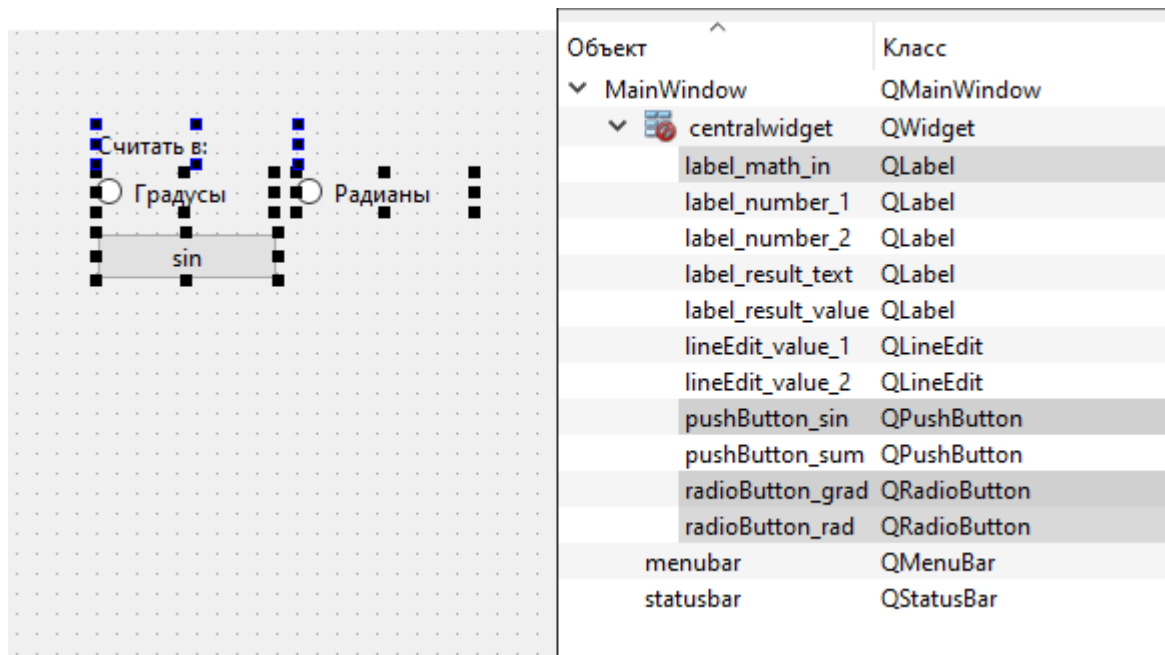 Считать в:
Градусы Радианы
sin
Объект Класс
MainWindow QMainWindow
centralwidget QWidget
label_math_in QLabel
label_number_1 QLabel
label_number_2 QLabel
label_result_text QLabel
label_result_value QLabel
lineEdit_value_1 QLineEdit
lineEdit_value_2 QLineEdit
pushButton_sin QPushButton
pushButton_sum QPushButton
radioButton_grad QRadioButton
radioButton_rad QRadioButton
menubar QMenuBar
statusbar QStatusBar